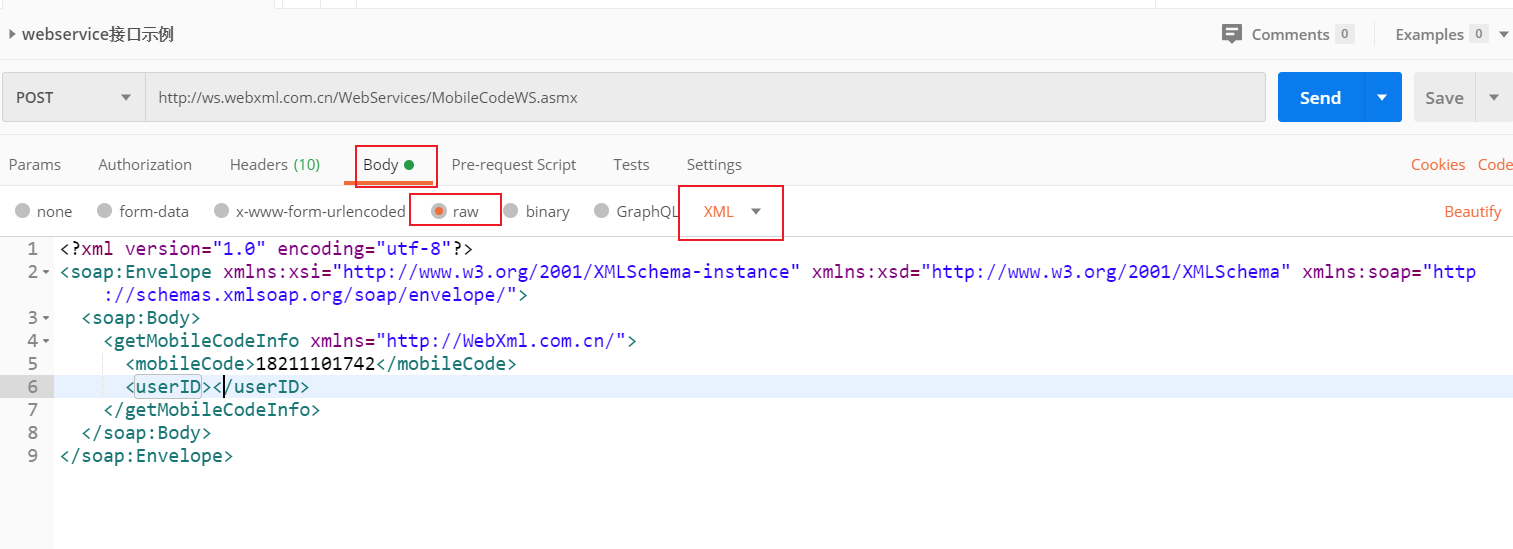 webservice接口示例
Comments 0 Examples 0
POST http://ws.webxml.com.cn/WebServices/MobileCodeWS.asmx Send Save
Params Authorization Headers (10) Body Pre-request Script Tests Settings Cookies Code
none form-data x-www-form-urlencoded raw binary GraphQL XML Beautify
1 <?xml version="1.0" encoding="utf-8"?>
2 <soap:Envelope xmlns:xsi="http://www.w3.org/2001/XMLSchema-instance" xmlns:xsd="http://www.w3.org/2001/XMLSchema" xmlns:soap="http
://schemas.xmlsoap.org/soap/envelope/">
3 <soap:Body>
4 <getMobileCodeInfo xmlns="http://WebXml.com.cn/">
5 <mobileCode>18211101742</mobileCode>
6 <userID></userID>
7 </getMobileCodeInfo>
8 </soap:Body>
9 </soap:Envelope>